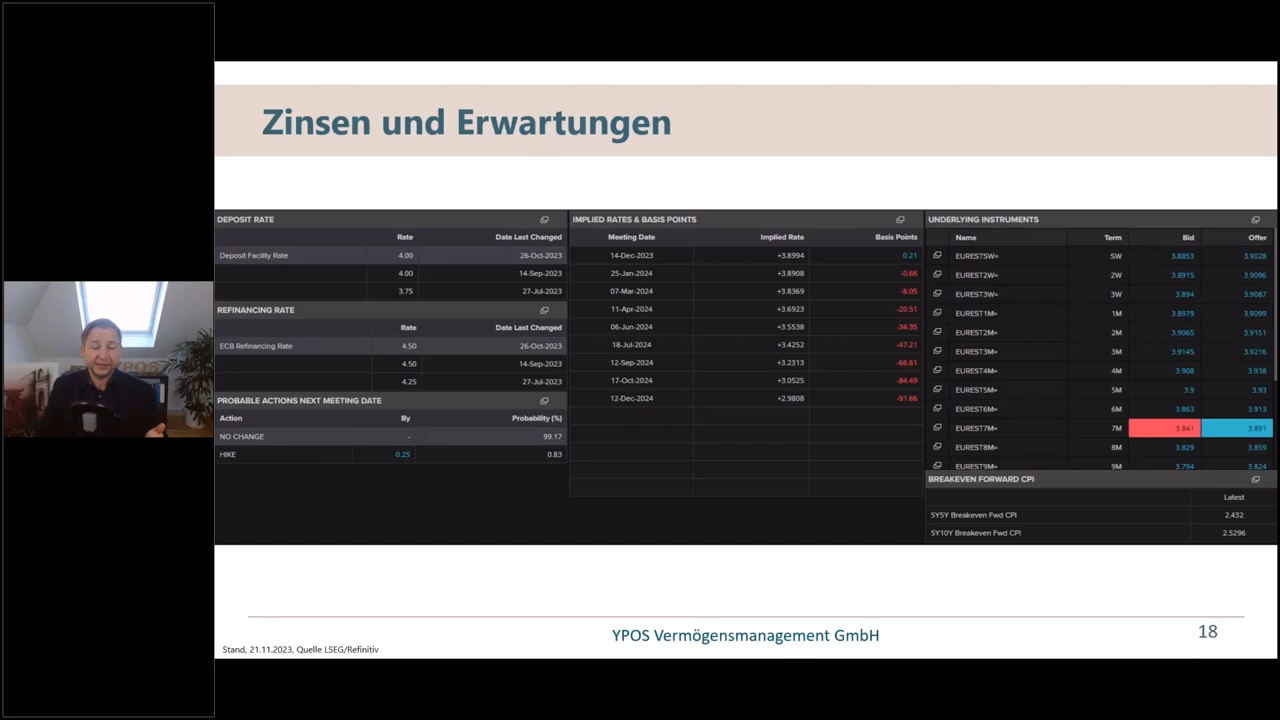 Zinsen und Erwartungen
DEPOSIT RATE
Rate Date Last Changed
Deposit Facility Rate 4.00 26-Oct-2023
4.00 14-Sep-2023
3.75 27-Jul-2023
REFINANCING RATE
Rate Date Last Changed
ECB Refinancing Rate 4.50 26-Oct-2023
4.50 14-Sep-2023
4.25 27-Jul-2023
PROBABLE ACTIONS NEXT MEETING DATE
Action By Probability (%)
NO CHANGE - 99.17
HIKE 0.25 0.83
IMPLIED RATES & BASIS POINTS
Meeting Date Implied Rate Basis Points
14-Dec-2023 +3.8994 0.21
25-Jan-2024 +3.8908 -0.66
07-Mar-2024 +3.8369 -6.05
11-Apr-2024 +3.6923 -20.51
06-Jun-2024 +3.5538 -34.35
18-Jul-2024 +3.4252 -47.21
12-Sep-2024 +3.2313 -66.61
17-Oct-2024 +3.0525 -84.49
12-Dec-2024 +2.9808 -91.66
UNDERLYING INSTRUMENTS
Name Term Bid Offer
EURESTSW= SW 3.8853 3.9028
EUREST2W= 2W 3.8915 3.9096
EUREST3W= 3W 3.894 3.9087
EUREST1M= 1M 3.8979 3.9099
EUREST2M= 2M 3.9065 3.9151
EUREST3M= 3M 3.9145 3.9216
EUREST4M= 4M 3.908 3.938
EUREST5M= 5M 3.9 3.93
EUREST6M= 6M 3.863 3.913
EUREST7M= 7M 3.841 3.891
EUREST8M= 8M 3.829 3.859
EUREST9M= 9M 3.794 3.824
BREAKEVEN FORWARD CPI
Latest
5Y5Y Breakeven Fwd CPI 2.432
5Y10Y Breakeven Fwd CPI 2.5296
YPOS Vermögensmanagement GmbH
18
Stand, 21.11.2023, Quelle LSEG/Refinitiv
YPOS